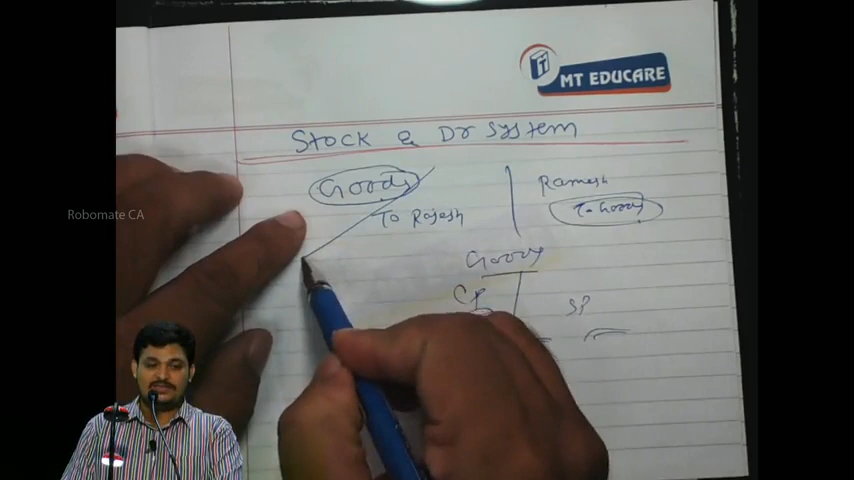 MT EDUCARE
Stock & Dr System
Goods
To Rajesh
Ramesh
To Goods
Goods
CP
SP
Robomate CA